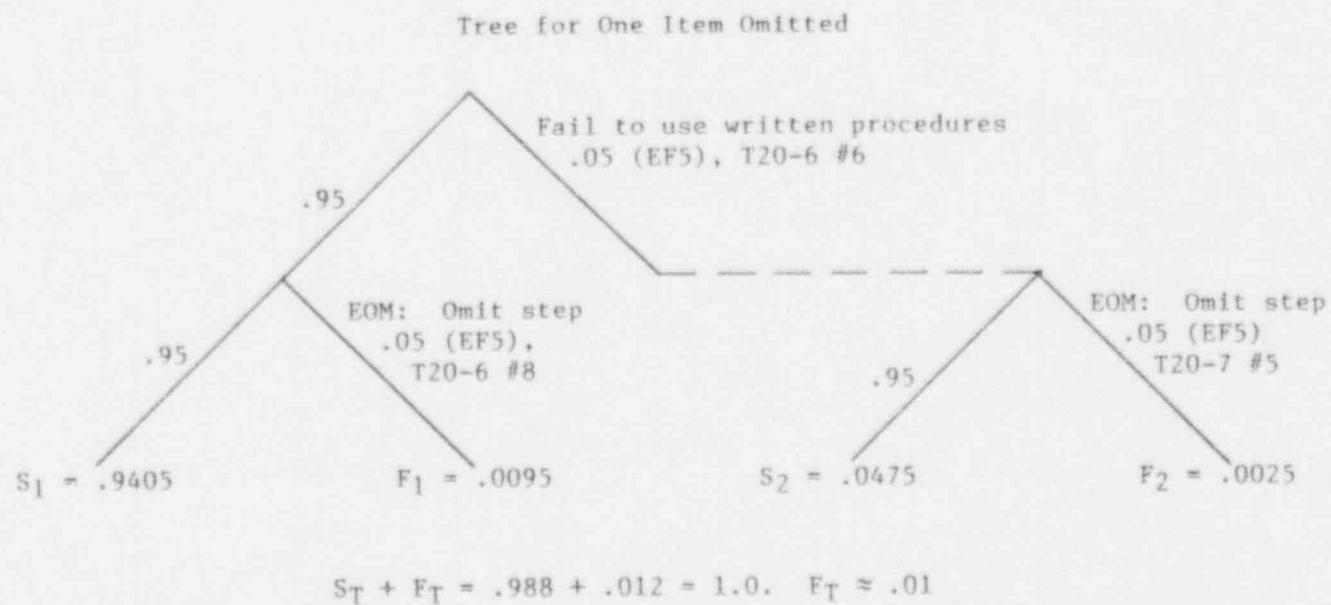 Tree for One Item Omitted
Fail to use written procedures
.05 (EF5), T20-6 #6
.95
EOM: Omit step
.05 (EF5),
T20-6 #8
.95
EOM: Omit step
.05 (EF5)
T20-7 #5
.95
S1 = .9405
F1 = .0095
S2 = .0475
F2 = .0025
ST + FT = .988 + .012 = 1.0. FT ≈ .01